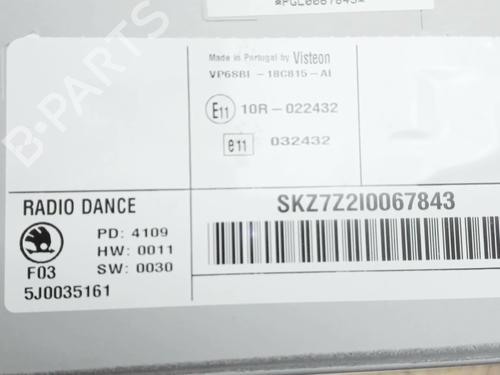 *PGL0067843*
Made in Portugal by Visteon
VP6SBI -18C815-AI
E11 10R-022432
e11 032432
RADIO DANCE
PD: 4109
HW: 0011
F03 SW: 0030
5J0035161
SKZ7Z2I0067843
B-PARTS